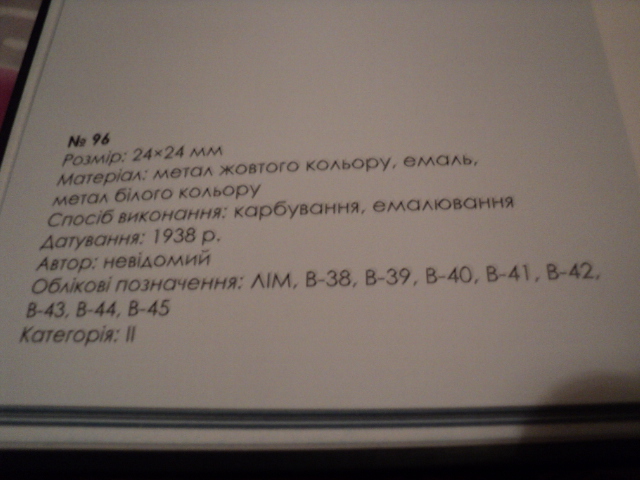 № 96
Розмір: 24×24 мм
Матеріал: метал жовтого кольору, емаль,
метал білого кольору
Спосіб виконання: карбування, емалювання
Датування: 1938 р.
Автор: невідомий
Облікові позначення: ЛІМ, В-38, В-39, В-40, В-41, В-42,
В-43, В-44, В-45
Категорія: II